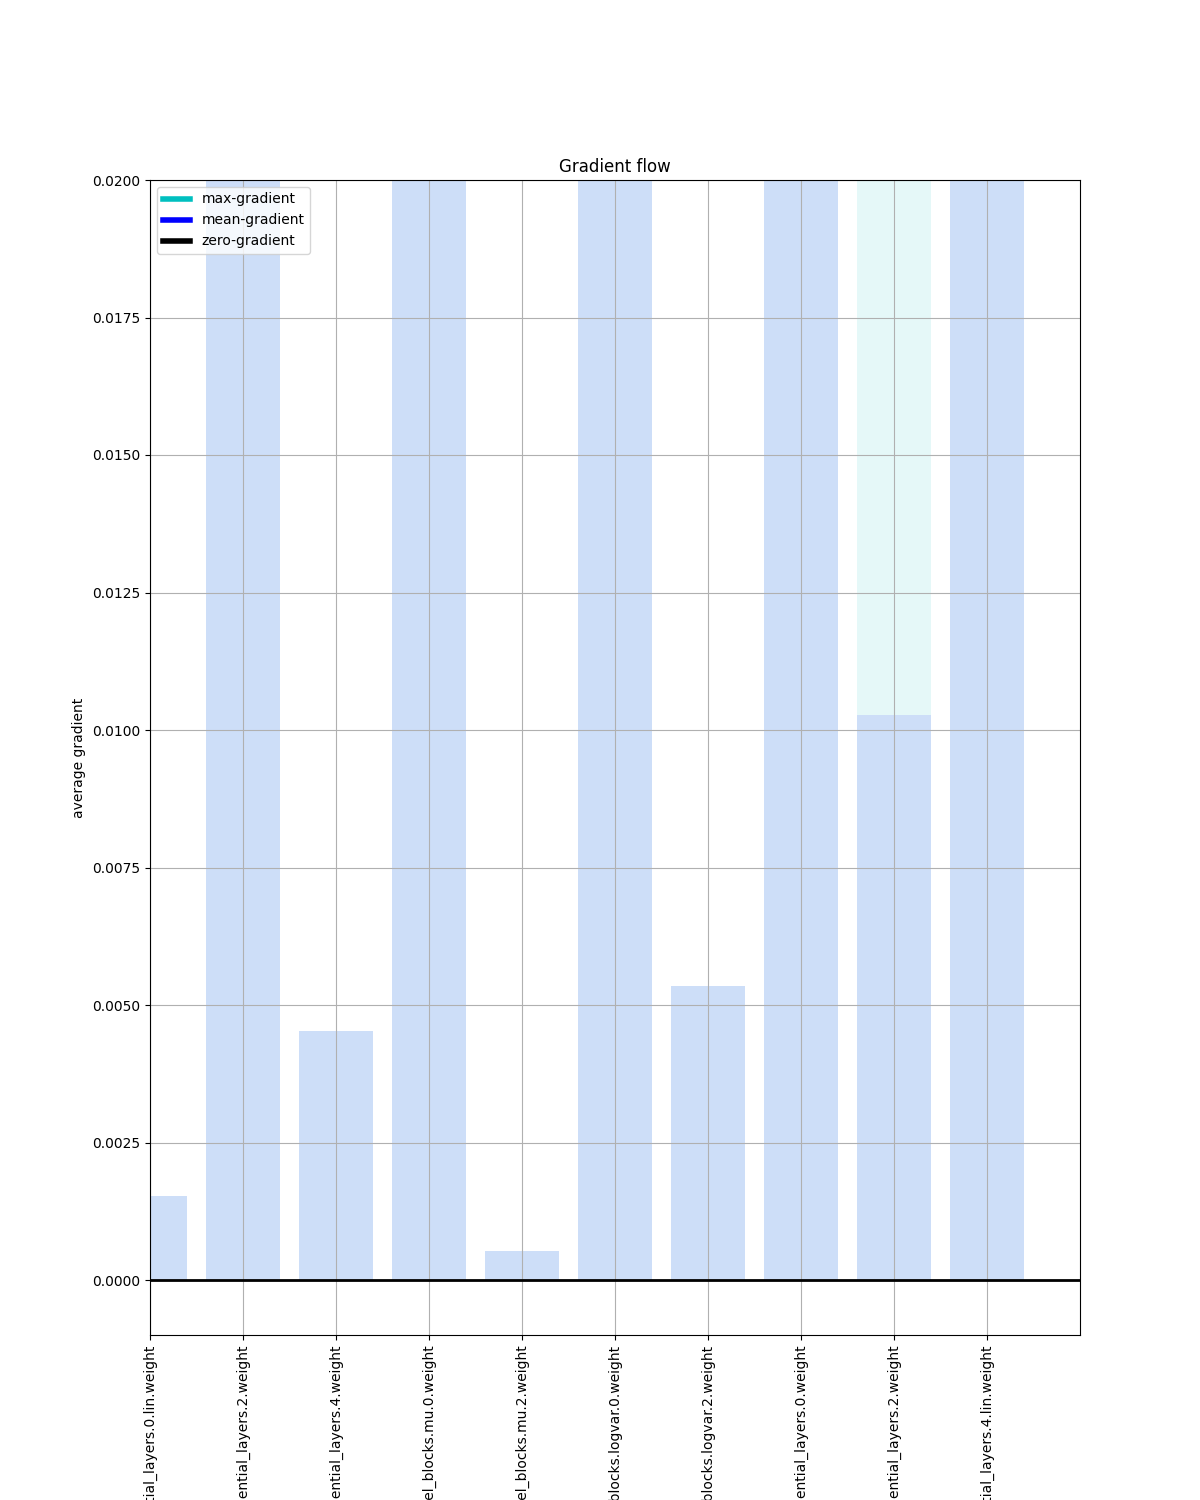 Gradient flow
max-gradient
mean-gradient
zero-gradient
0.0200
0.0175
0.0150
0.0125
0.0100
0.0075
0.0050
0.0025
0.0000
average gradient
tial_layers.0.lin.weight
ential_layers.2.weight
ential_layers.4.weight
el_blocks.mu.0.weight
el_blocks.mu.2.weight
blocks.logvar.0.weight
blocks.logvar.2.weight
ential_layers.0.weight
ential_layers.2.weight
tial_layers.4.lin.weight